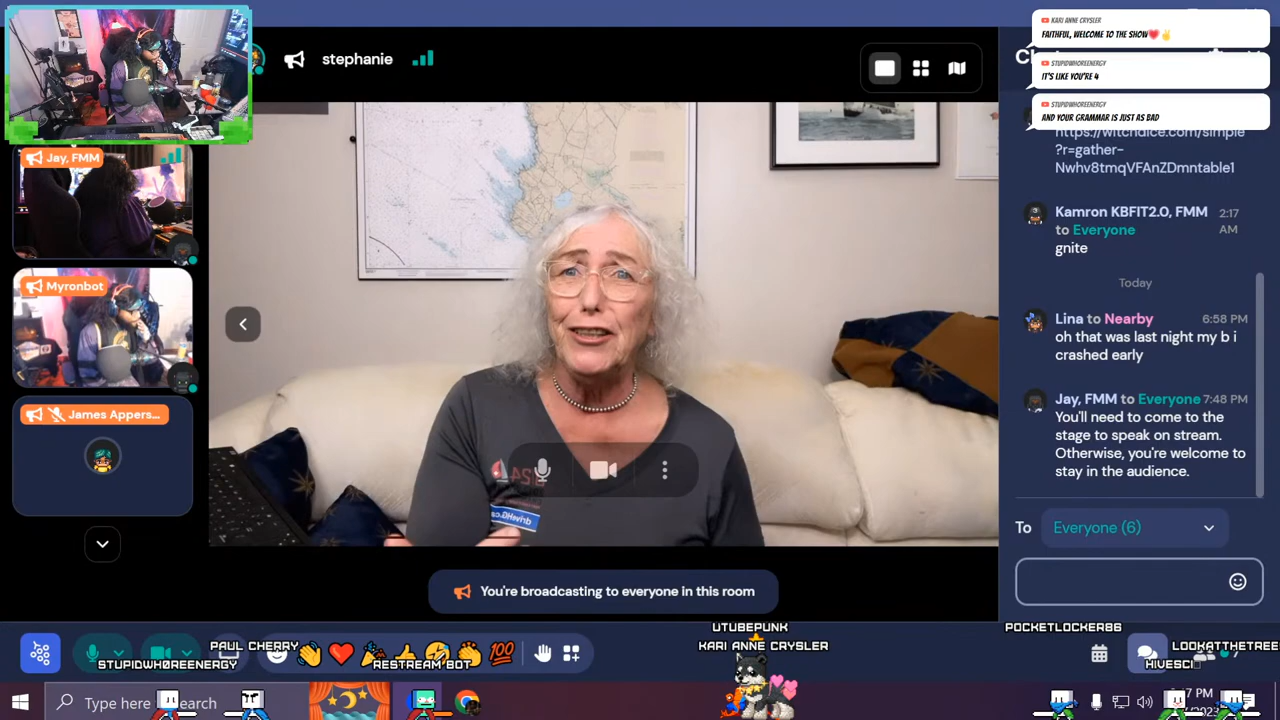 stephanie
KARI ANNE CRYSLER
FAITHFUL, WELCOME TO THE SHOW❤️✌️
STUPIDWHOREENERGY
IT'S LIKE YOU'RE 4
STUPIDWHOREENERGY
AND YOUR GRAMMAR IS JUST AS BAD
https://witchdice.com/simple
?r=gather-
Nwhv8tmqVFAnZDmntable1
Kamron KBFIT2.0, FMM
2:17
to Everyone
AM
gnite
Today
Lina to Nearby
6:58 PM
oh that was last night my b i
crashed early
Jay, FMM to Everyone
7:48 PM
You'll need to come to the
stage to speak on stream.
Otherwise, you're welcome to
stay in the audience.
To
Everyone (6)
Jay, FMM
Myronbot
James Appers...
You're broadcasting to everyone in this room
UTUBEPUNK
KARI ANNE CRYSLER
POCKETLOCKER86
PAUL CHERRY
STUPIDWH0REENERGY
RESTREAM BOT
100
LOOKATTHETREE
Type here
search